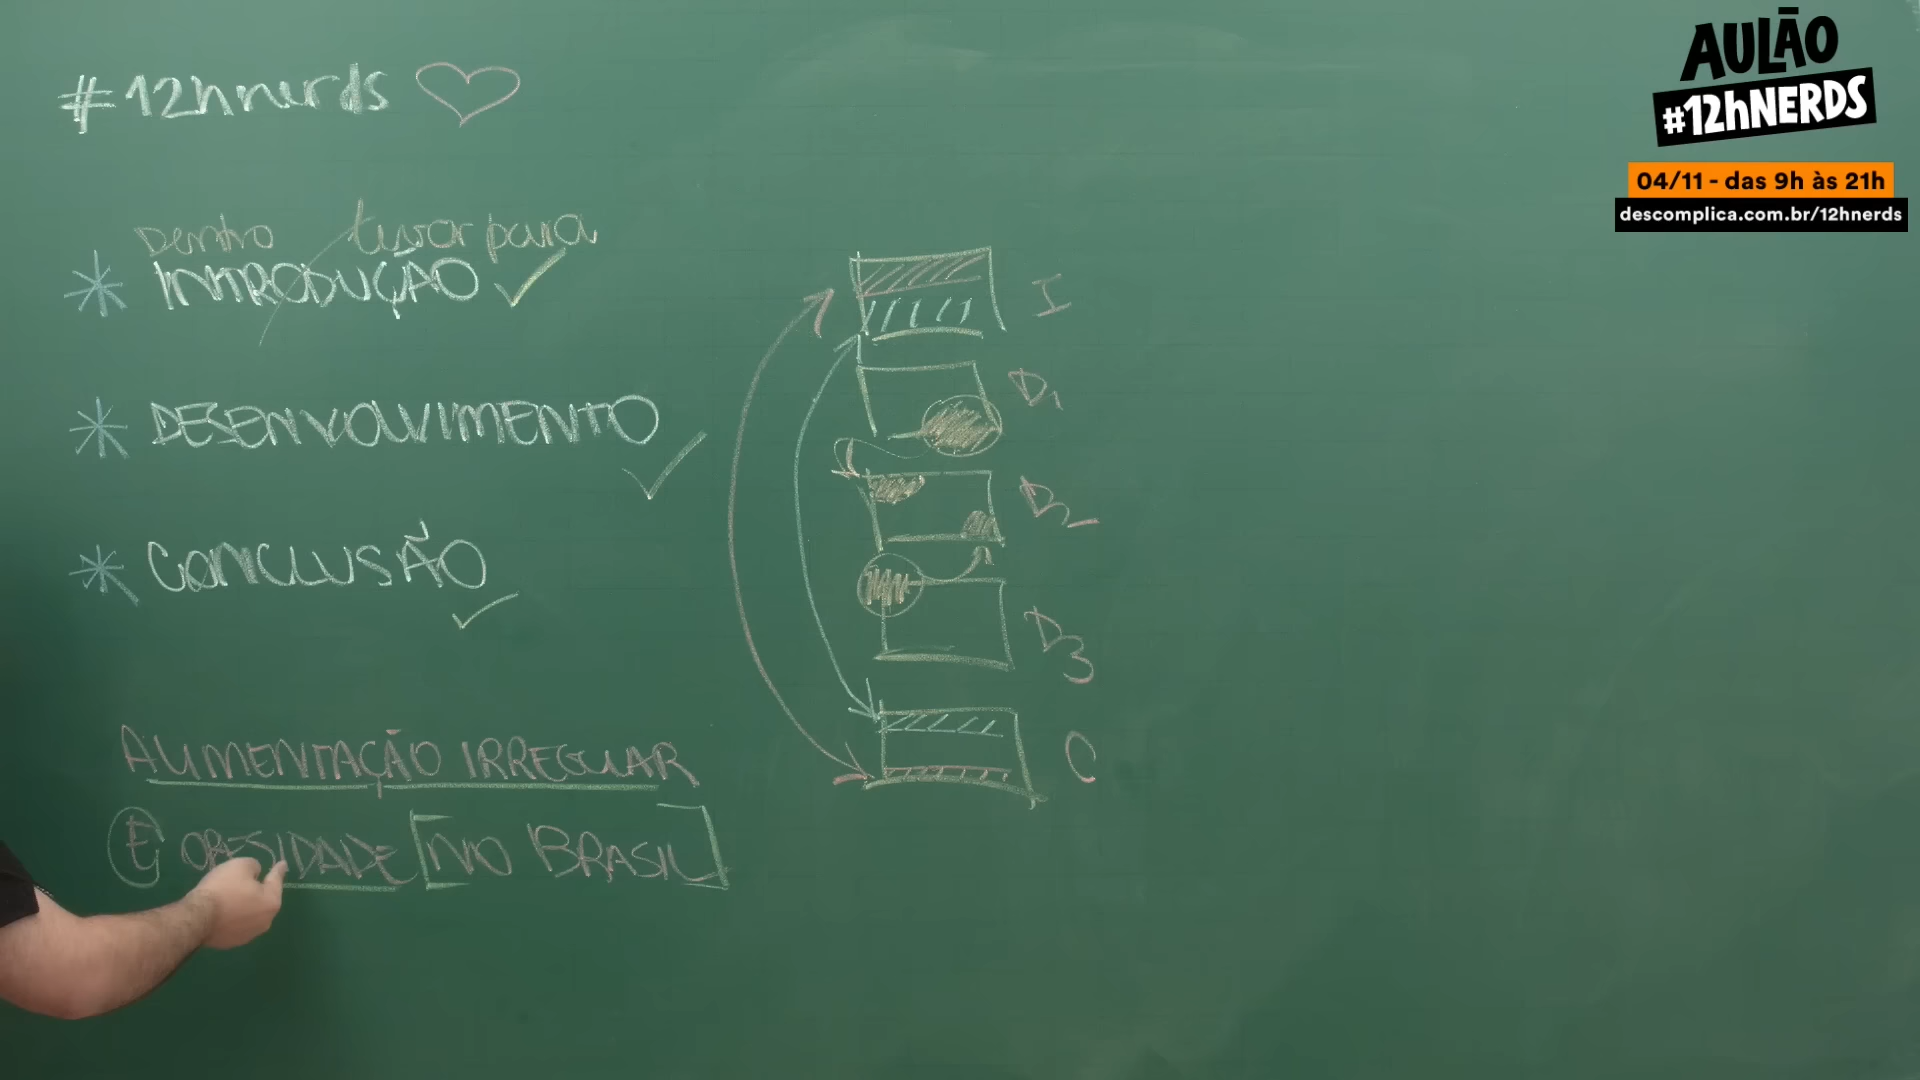 #12hnerds
Dentro / tirar para
* INTRODUÇÃO
* DESENVOLVIMENTO
* CONCLUSÃO
ALIMENTAÇÃO IRREGULAR
E OBESIDADE [NO BRASIL]
I
D1
D2
D3
C
AULÃO
#12hNERDS
04/11 - das 9h às 21h
descomplica.com.br/12hnerds